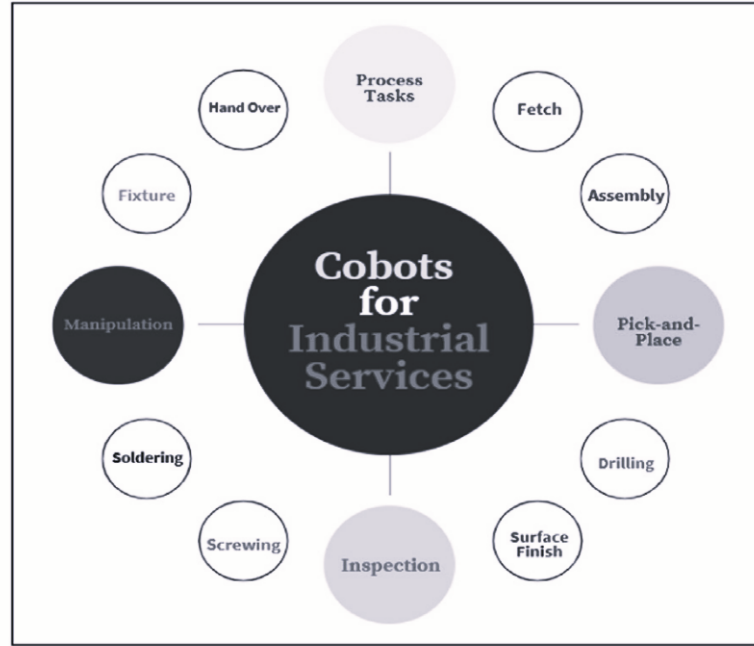 Process
Tasks
Hand Over
Fetch
Fixture
Assembly
Cobots
for
Industrial
Services
Manipulation
Pick-and-
Place
Soldering
Drilling
Screwing
Surface
Finish
Inspection